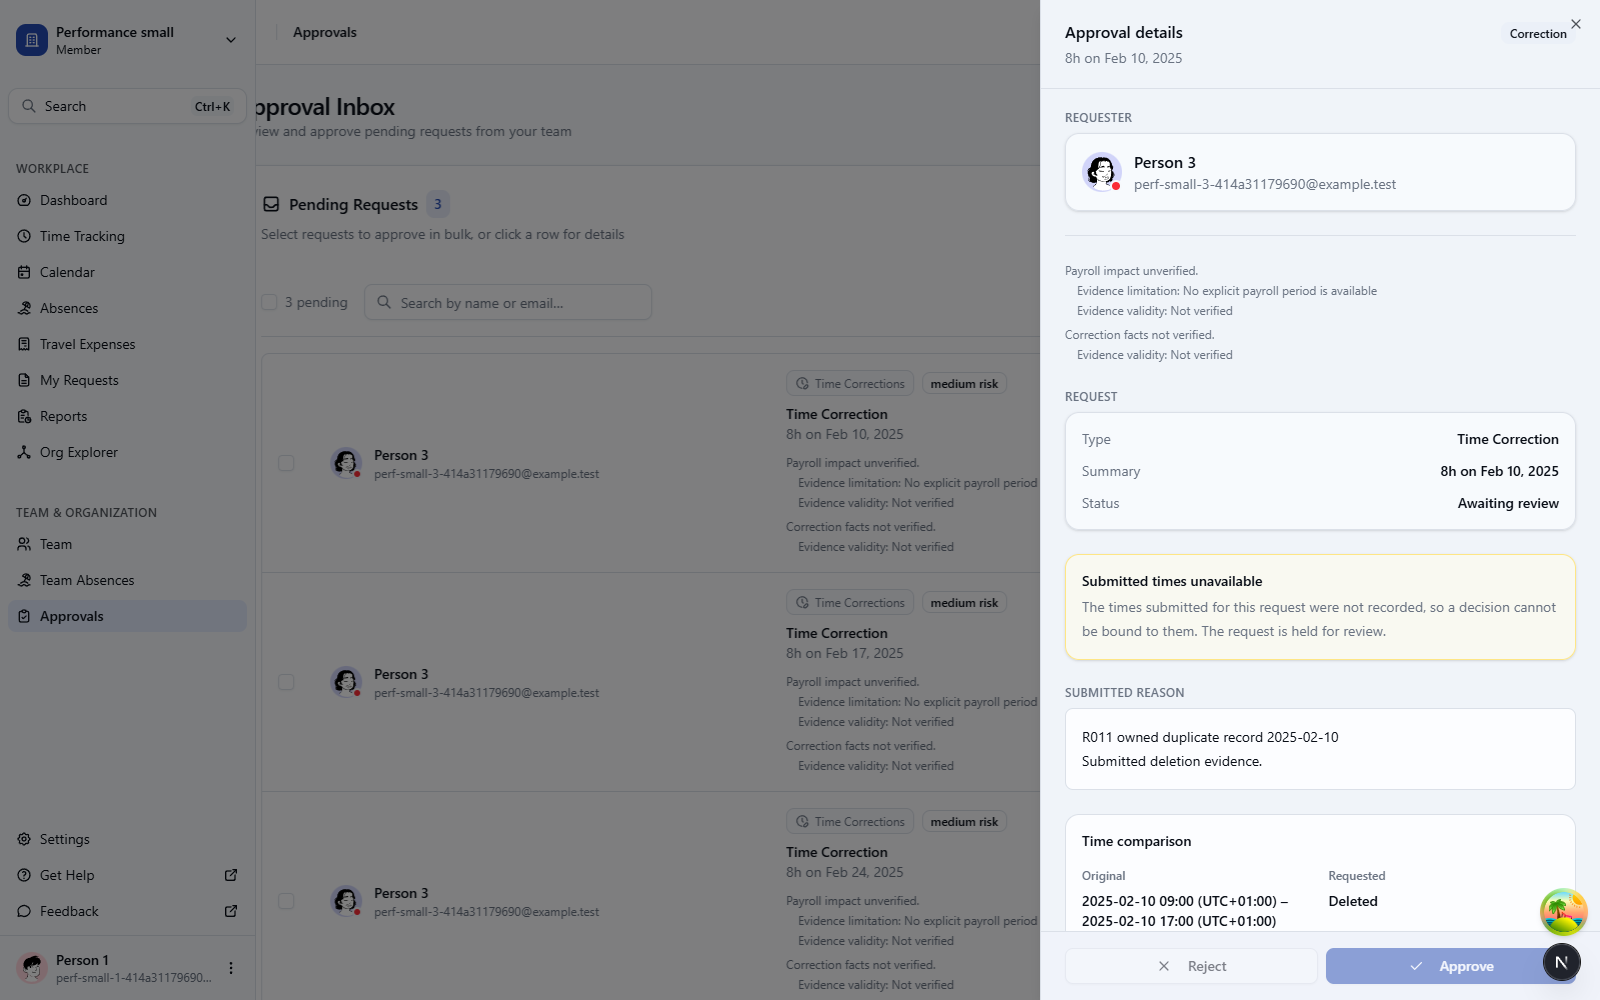 Performance small
Member
Search
Ctrl+K
WORKPLACE
Dashboard
Time Tracking
Calendar
Absences
Travel Expenses
My Requests
Reports
Org Explorer
TEAM & ORGANIZATION
Team
Team Absences
Approvals
Settings
Get Help
Feedback
Person 1
perf-small-1-414a31179690...
Approvals
pproval Inbox
view and approve pending requests from your team
Pending Requests 3
Select requests to approve in bulk, or click a row for details
3 pending
Search by name or email...
Person 3
perf-small-3-414a31179690@example.test
Time Corrections
medium risk
Time Correction
8h on Feb 10, 2025
Payroll impact unverified.
Evidence limitation: No explicit payroll period
Evidence validity: Not verified
Correction facts not verified.
Evidence validity: Not verified
Person 3
perf-small-3-414a31179690@example.test
Time Corrections
medium risk
Time Correction
8h on Feb 17, 2025
Payroll impact unverified.
Evidence limitation: No explicit payroll period
Evidence validity: Not verified
Correction facts not verified.
Evidence validity: Not verified
Person 3
perf-small-3-414a31179690@example.test
Time Corrections
medium risk
Time Correction
8h on Feb 24, 2025
Payroll impact unverified.
Evidence limitation: No explicit payroll period
Evidence validity: Not verified
Correction facts not verified.
Evidence validity: Not verified
Approval details
Correction
8h on Feb 10, 2025
REQUESTER
Person 3
perf-small-3-414a31179690@example.test
Payroll impact unverified.
Evidence limitation: No explicit payroll period is available
Evidence validity: Not verified
Correction facts not verified.
Evidence validity: Not verified
REQUEST
Type Time Correction
Summary 8h on Feb 10, 2025
Status Awaiting review
Submitted times unavailable
The times submitted for this request were not recorded, so a decision cannot
be bound to them. The request is held for review.
SUBMITTED REASON
R011 owned duplicate record 2025-02-10
Submitted deletion evidence.
Time comparison
Original Requested
2025-02-10 09:00 (UTC+01:00) – Deleted
2025-02-10 17:00 (UTC+01:00)
Reject
Approve
N